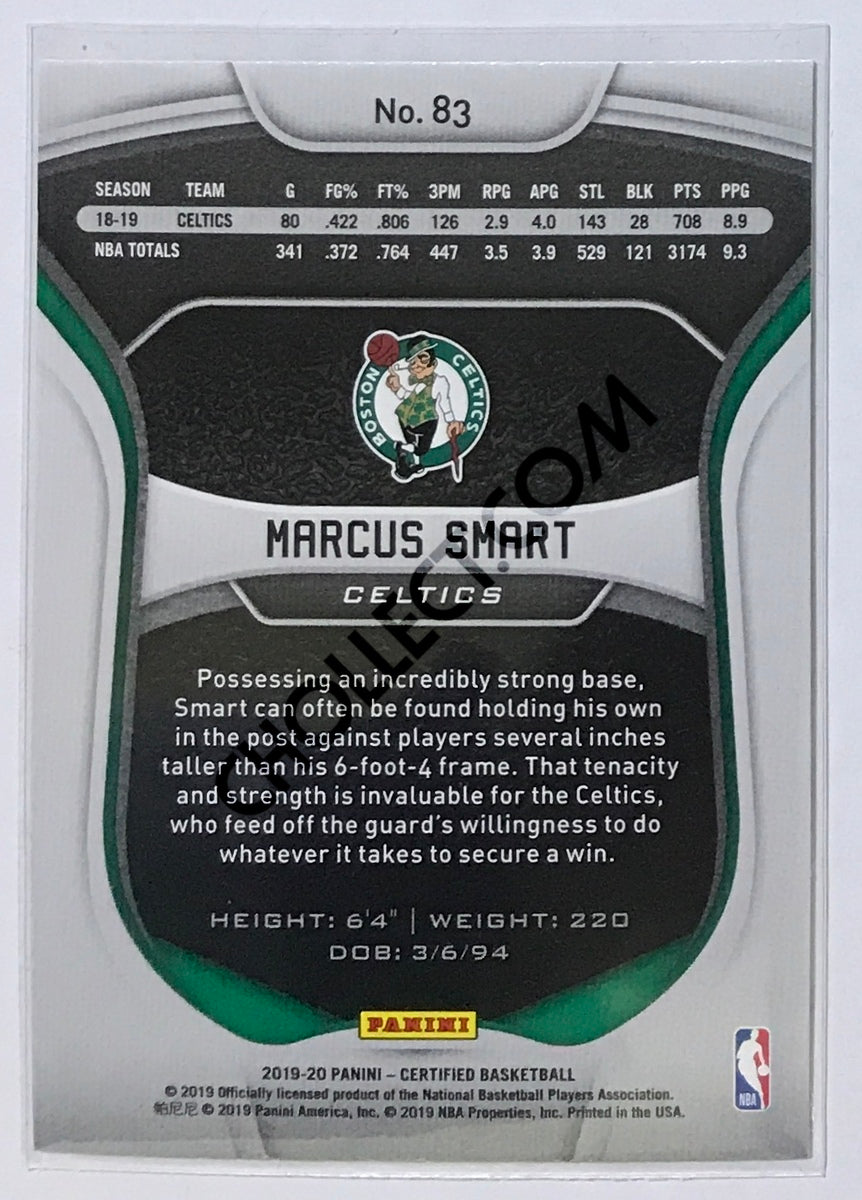 No. 83
SEASON TEAM G FG% FT% 3PM RPG APG STL BLK PTS PPG
18-19 CELTICS 80 .422 .806 126 2.9 4.0 143 28 708 8.9
NBA TOTALS 341 .372 .764 447 3.5 3.9 529 121 3174 9.3
BOSTON CELTICS
MARCUS SMART
CELTICS
CHOLLECT.COM
Possessing an incredibly strong base,
Smart can often be found holding his own
in the post against players several inches
taller than his 6-foot-4 frame. That tenacity
and strength is invaluable for the Celtics,
who feed off the guard's willingness to do
whatever it takes to secure a win.
HEIGHT: 6'4" | WEIGHT: 220
DOB: 3/6/94
PANINI
2019-20 PANINI – CERTIFIED BASKETBALL
© 2019 Officially licensed product of the National Basketball Players Association.
帕尼尼 © 2019 Panini America, Inc. © 2019 NBA Properties, Inc. Printed in the USA.
NBA